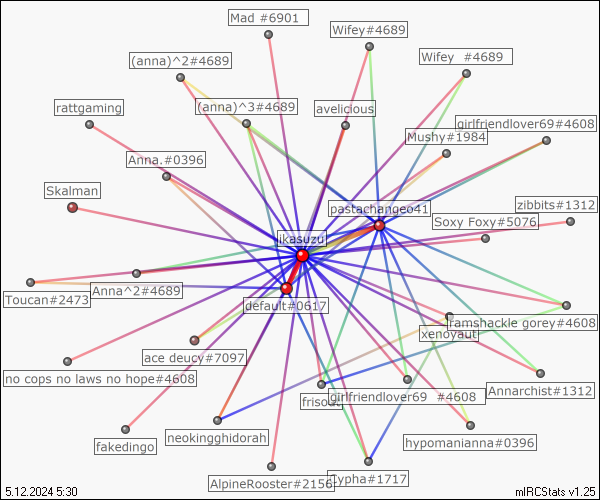 Mad #6901
Wifey#4689
Wifey #4689
(anna)^2#4689
rattgaming
(anna)^3#4689
avelicious
girlfriendlover69#4608
Mushy#1984
Anna.#0396
Skalman
pastachangeo41
zibbits#1312
Soxy Foxy#5076
ikasuzu
Anna^2#4689
Toucan#2473
default#0617
ramshackle gorey#4608
xenoyaut
ace deucy#7097
no cops no laws no hope#4608
Annarchist#1312
girlfriendlover69 #4608
frisout
neokingghidorah
hypomanianna#0396
fakedingo
AlpineRooster#2156
Cypha#1717
5.12.2024 5:30
mIRCStats v1.25